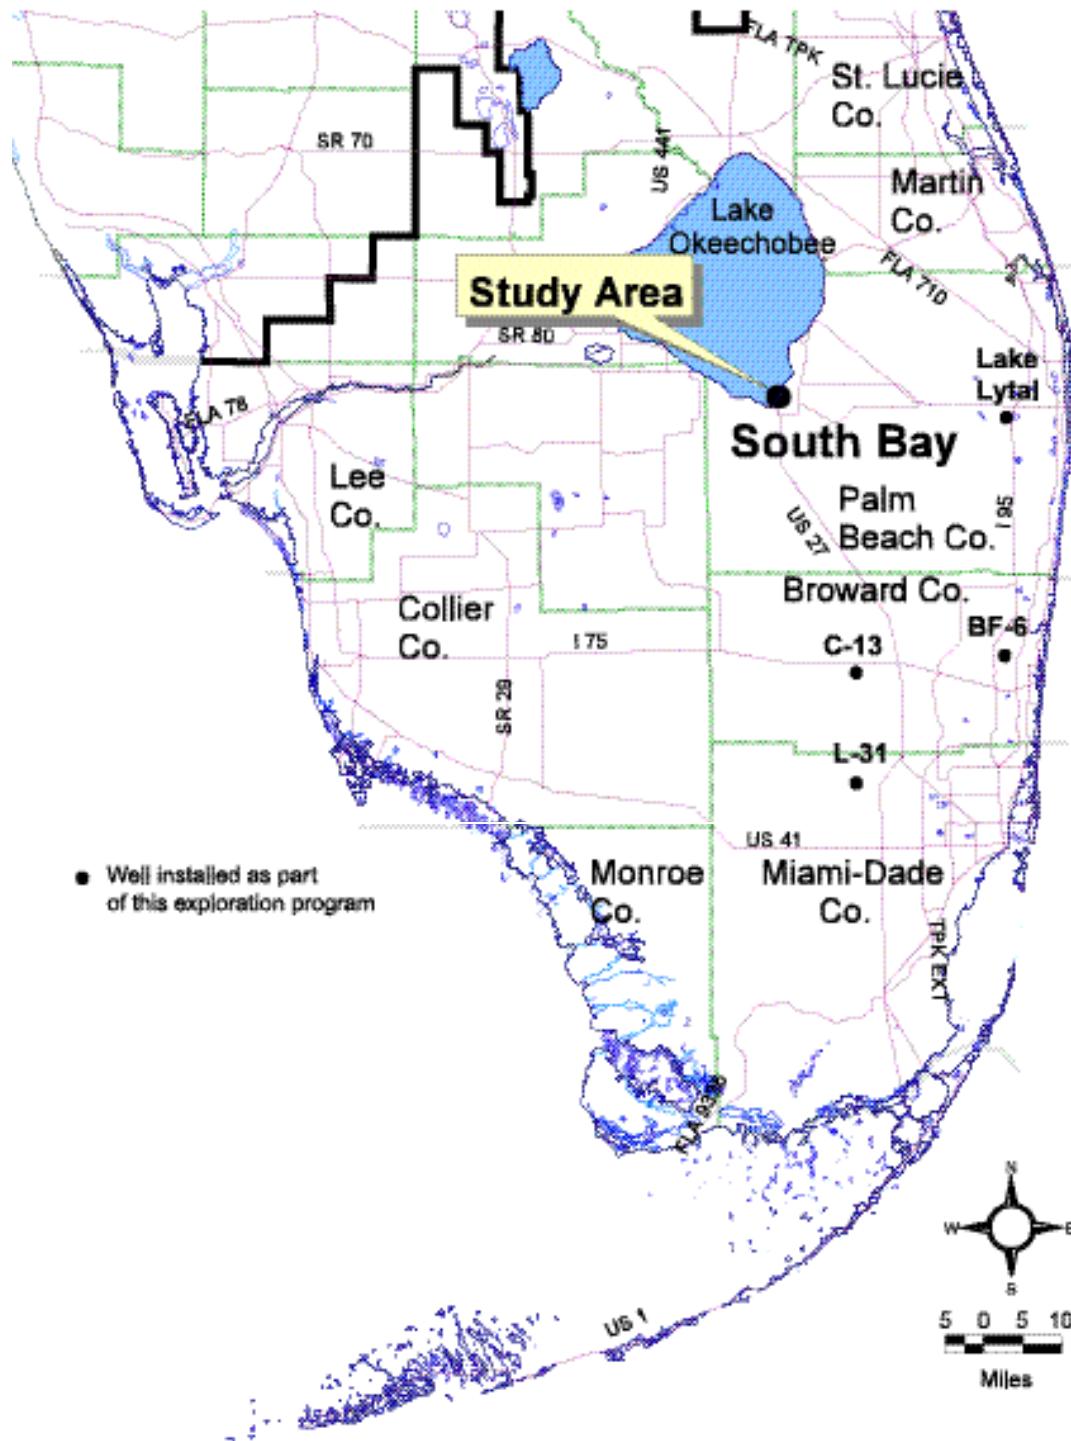 FLA TPK
St. Lucie
Co.
SR 70
US 441
Martin
Co.
Lake
Okeechobee
FLA 710
Study Area
SR 80
Lake
Lytal
FLA 78
South Bay
Lee
Co.
Palm
Beach Co.
I 95
US 27
Broward Co.
Collier
Co.
BF-6
I 75
C-13
SR 29
L-31
US 41
Well installed as part
of this exploration program
Monroe
Co.
Miami-Dade
Co.
TPK EXT
FLA 9336
N
W
E
S
US 1
5 0 5 10
Miles